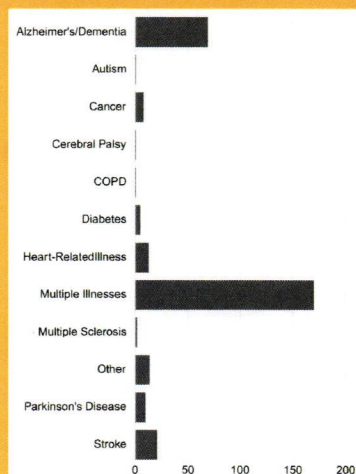 Alzheimer's/Dementia
Autism
Cancer
Cerebral Palsy
COPD
Diabetes
Heart-RelatedIllness
Multiple Illnesses
Multiple Sclerosis
Other
Parkinson's Disease
Stroke
0 50 100 150 200